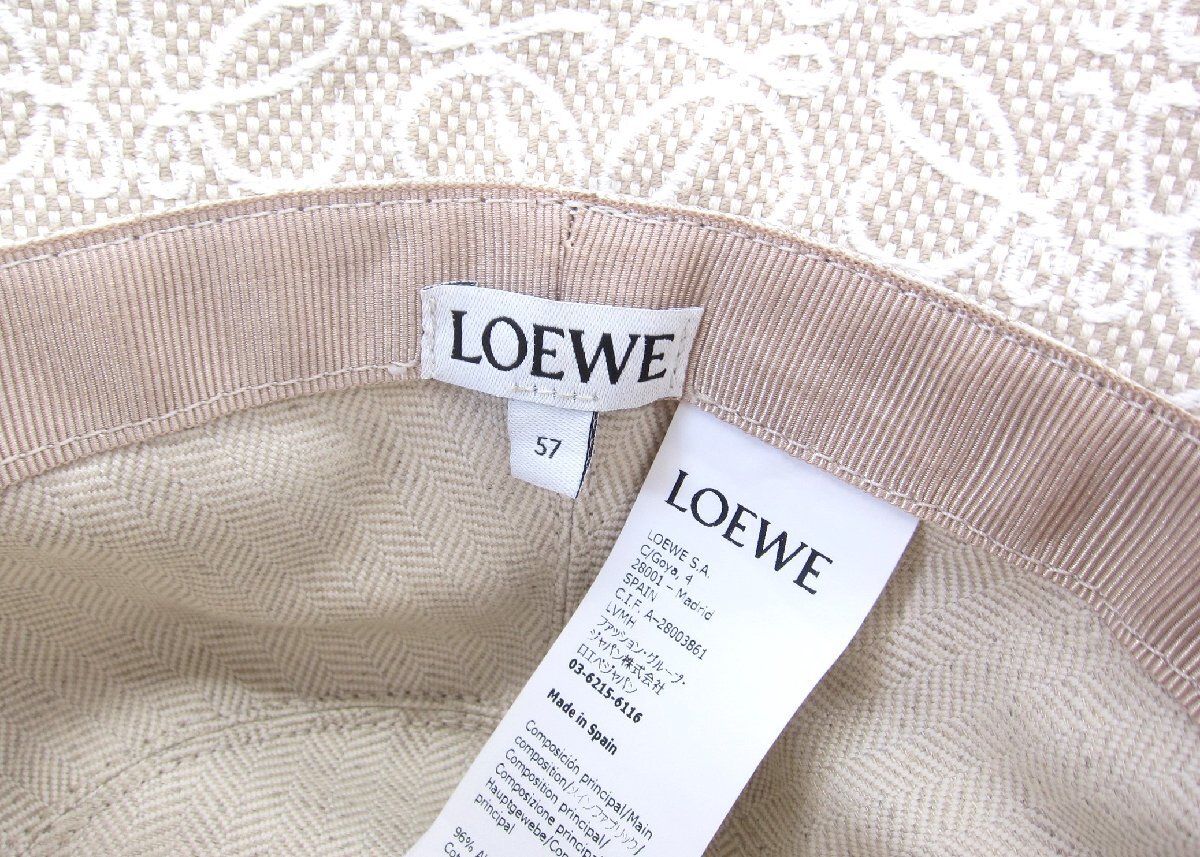 LOEWE
57
LOEWE
LOEWE S.A.
C/Goya, 4
28001 - Madrid
SPAIN
C.I.F. A-28003861
LVMH
ファッション・グループ・
ジャパン株式会社
ロエベジャパン
03-6215-6116
Made in Spain
Composición principal/Main
composition/メインファブリック/
Composition principal/
Composizione principal/
Hauptgewebe/Con
principal
96%